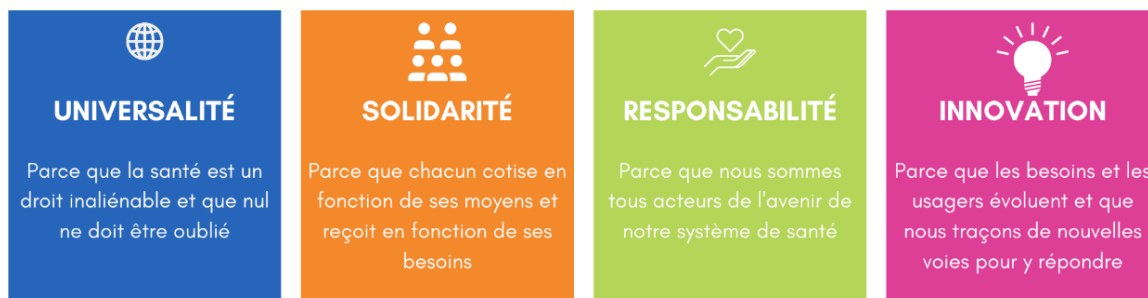 UNIVERSALITÉ
Parce que la santé est un
droit inaliénable et que nul
ne doit être oublié
SOLIDARITÉ
Parce que chacun cotise en
fonction de ses moyens et
reçoit en fonction de ses
besoins
RESPONSABILITÉ
Parce que nous sommes
tous acteurs de l'avenir de
notre système de santé
INNOVATION
Parce que les besoins et les
usagers évoluent et que
nous traçons de nouvelles
voies pour y répondre